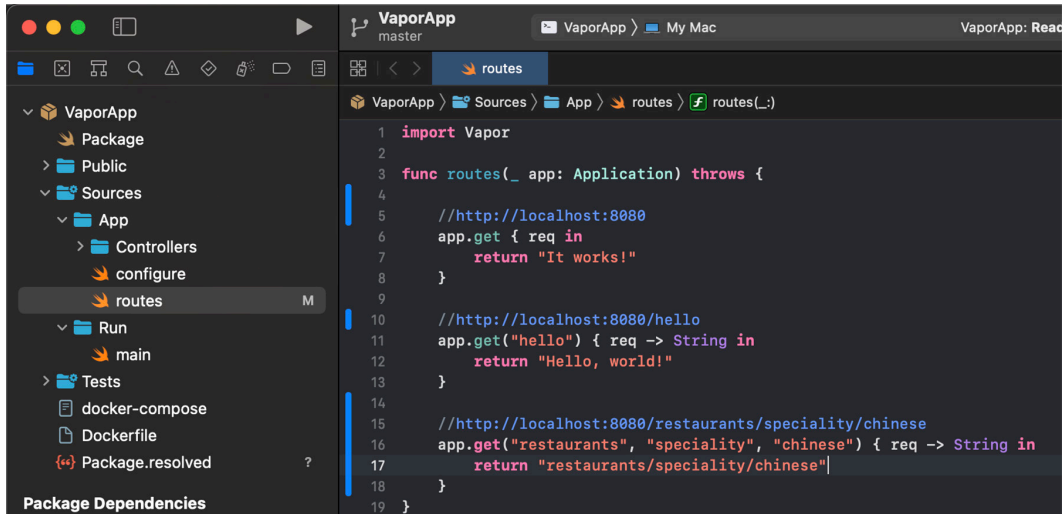 VaporApp
master
VaporApp 〉 My Mac
VaporApp: Read
routes
VaporApp 〉 Sources 〉 App 〉 routes 〉 routes(_:)
VaporApp
Package
Public
Sources
App
Controllers
configure
routes M
Run
main
Tests
docker-compose
Dockerfile
Package.resolved ?
Package Dependencies
1 import Vapor
2
3 func routes(_ app: Application) throws {
4
5 //http://localhost:8080
6 app.get { req in
7 return "It works!"
8 }
9
10 //http://localhost:8080/hello
11 app.get("hello") { req -> String in
12 return "Hello, world!"
13 }
14
15 //http://localhost:8080/restaurants/speciality/chinese
16 app.get("restaurants", "speciality", "chinese") { req -> String in
17 return "restaurants/speciality/chinese"
18 }
19 }